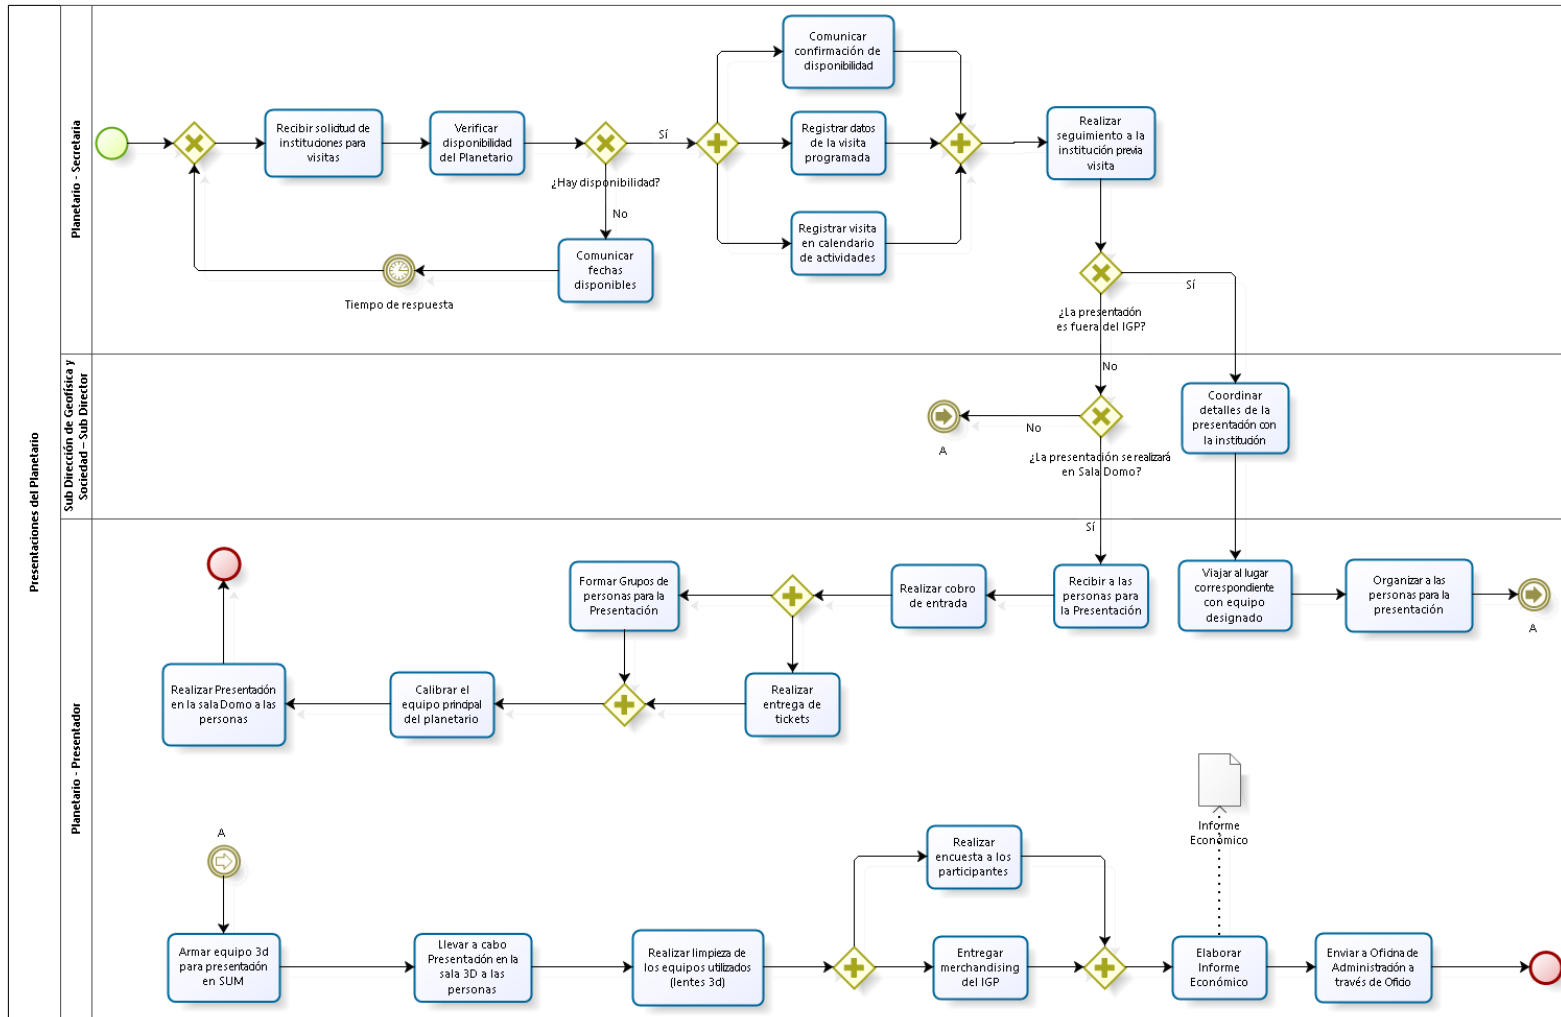 Presentaciones del Planetario
Planetario - Secretaria
Recibir solicitud de
instituciones para
visitas
Verificar
disponibilidad
del Planetario
¿Hay disponibilidad?
Sí
No
Comunicar
fechas
disponibles
Tiempo de respuesta
Comunicar
confirmación de
disponibilidad
Registrar datos
de la visita
programada
Registrar visita
en calendario
de actividades
Realizar
seguimiento a la
institución previa
visita
¿La presentación
es fuera del IGP?
Sí
No
Sub Dirección de Geofísica y
Sociedad – Sub Director
A
No
¿La presentación se realizará
en Sala Domo?
Coordinar
detalles de la
presentación con
la institución
Sí
Planetario - Presentador
Recibir a las
personas para
la Presentación
Realizar cobro
de entrada
Formar Grupos de
personas para la
Presentación
Realizar
entrega de
tickets
Calibrar el
equipo principal
del planetario
Realizar Presentación
en la sala Domo a las
personas
Viajar al lugar
correspondiente
con equipo
designado
Organizar a las
personas para la
presentación
A
A
Armar equipo 3d
para presentación
en SUM
Llevar a cabo
Presentación en la
sala 3D a las
personas
Realizar limpieza de
los equipos utilizados
(lentes 3d)
Realizar
encuesta a los
participantes
Entregar
merchandising
del IGP
Informe
Económico
Elaborar
Informe
Económico
Enviar a Oficina de
Administración a
través de Oficio